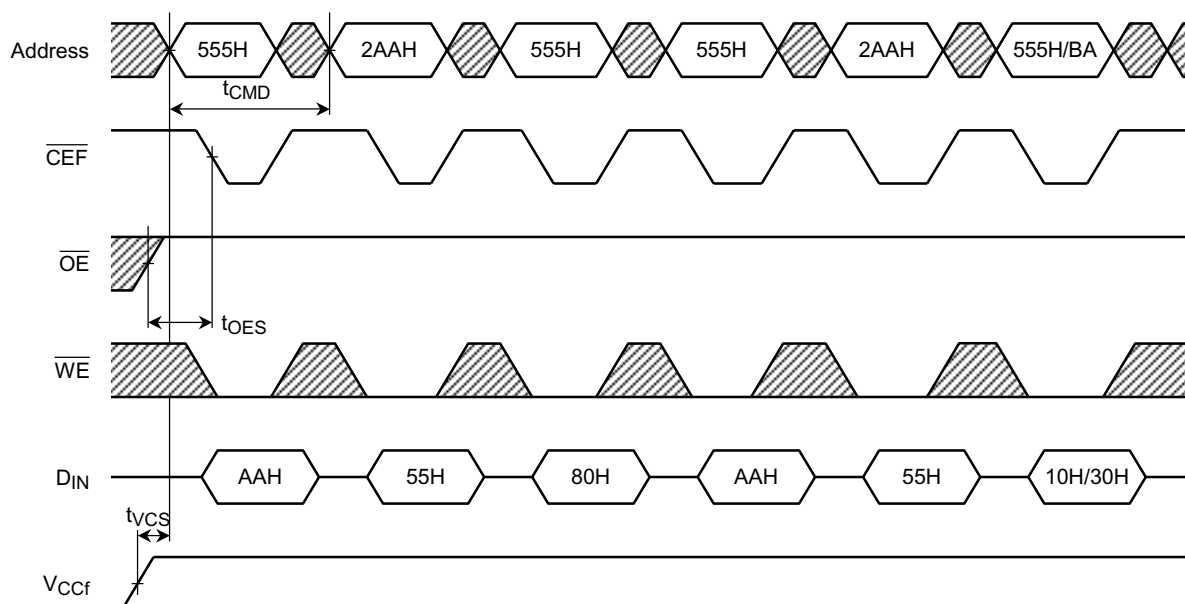 Address 555H 2AAH 555H 555H 2AAH 555H/BA
tCMD
CEF
OE
tOES
WE
DIN AAH 55H 80H AAH 55H 10H/30H
tVCS
VCCf